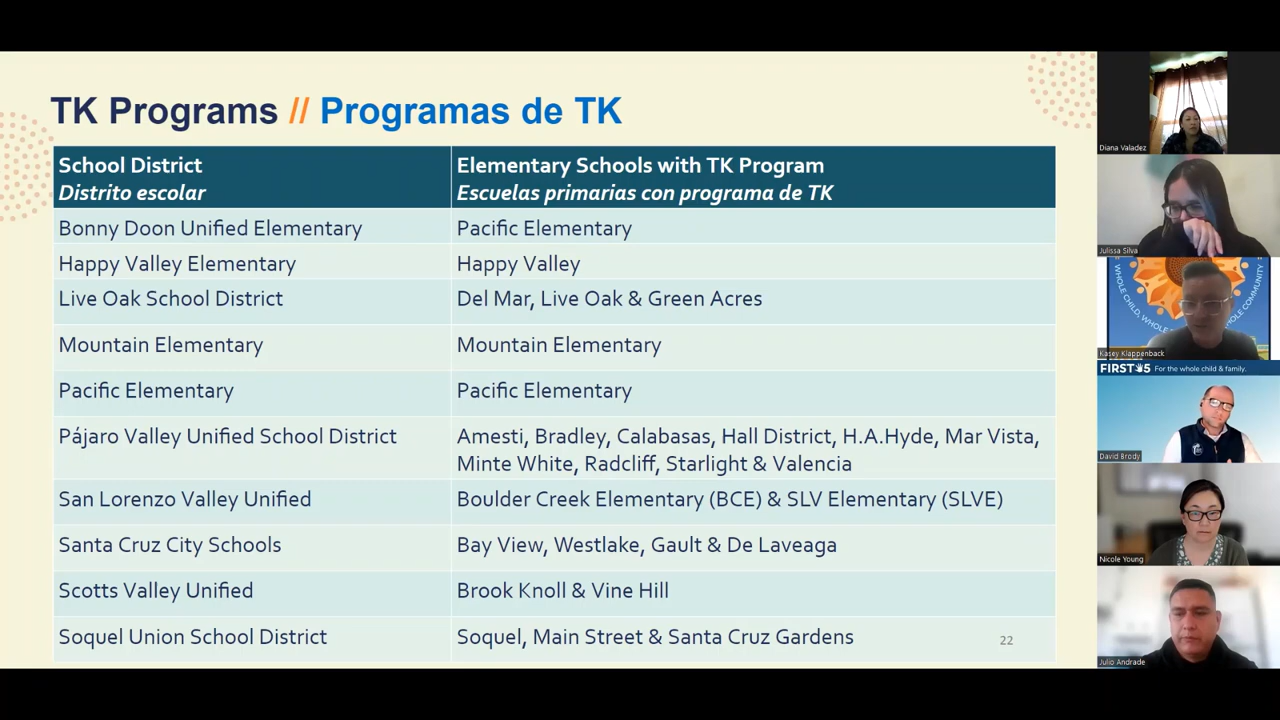 TK Programs // Programas de TK
School District
Distrito escolar
Elementary Schools with TK Program
Escuelas primarias con programa de TK
Bonny Doon Unified Elementary
Pacific Elementary
Happy Valley Elementary
Happy Valley
Live Oak School District
Del Mar, Live Oak & Green Acres
Mountain Elementary
Mountain Elementary
Pacific Elementary
Pacific Elementary
Pájaro Valley Unified School District
Amesti, Bradley, Calabasas, Hall District, H.A.Hyde, Mar Vista,
Minte White, Radcliff, Starlight & Valencia
San Lorenzo Valley Unified
Boulder Creek Elementary (BCE) & SLV Elementary (SLVE)
Santa Cruz City Schools
Bay View, Westlake, Gault & De Laveaga
Scotts Valley Unified
Brook Knoll & Vine Hill
Soquel Union School District
Soquel, Main Street & Santa Cruz Gardens
22
Diana Valadez
Julissa Silva
WHOLE CHILD, WHOLE COMMUNITY
Kasey Klappenback
FIRST 5 For the whole child & family.
David Brody
Nicole Young
Julio Andrade